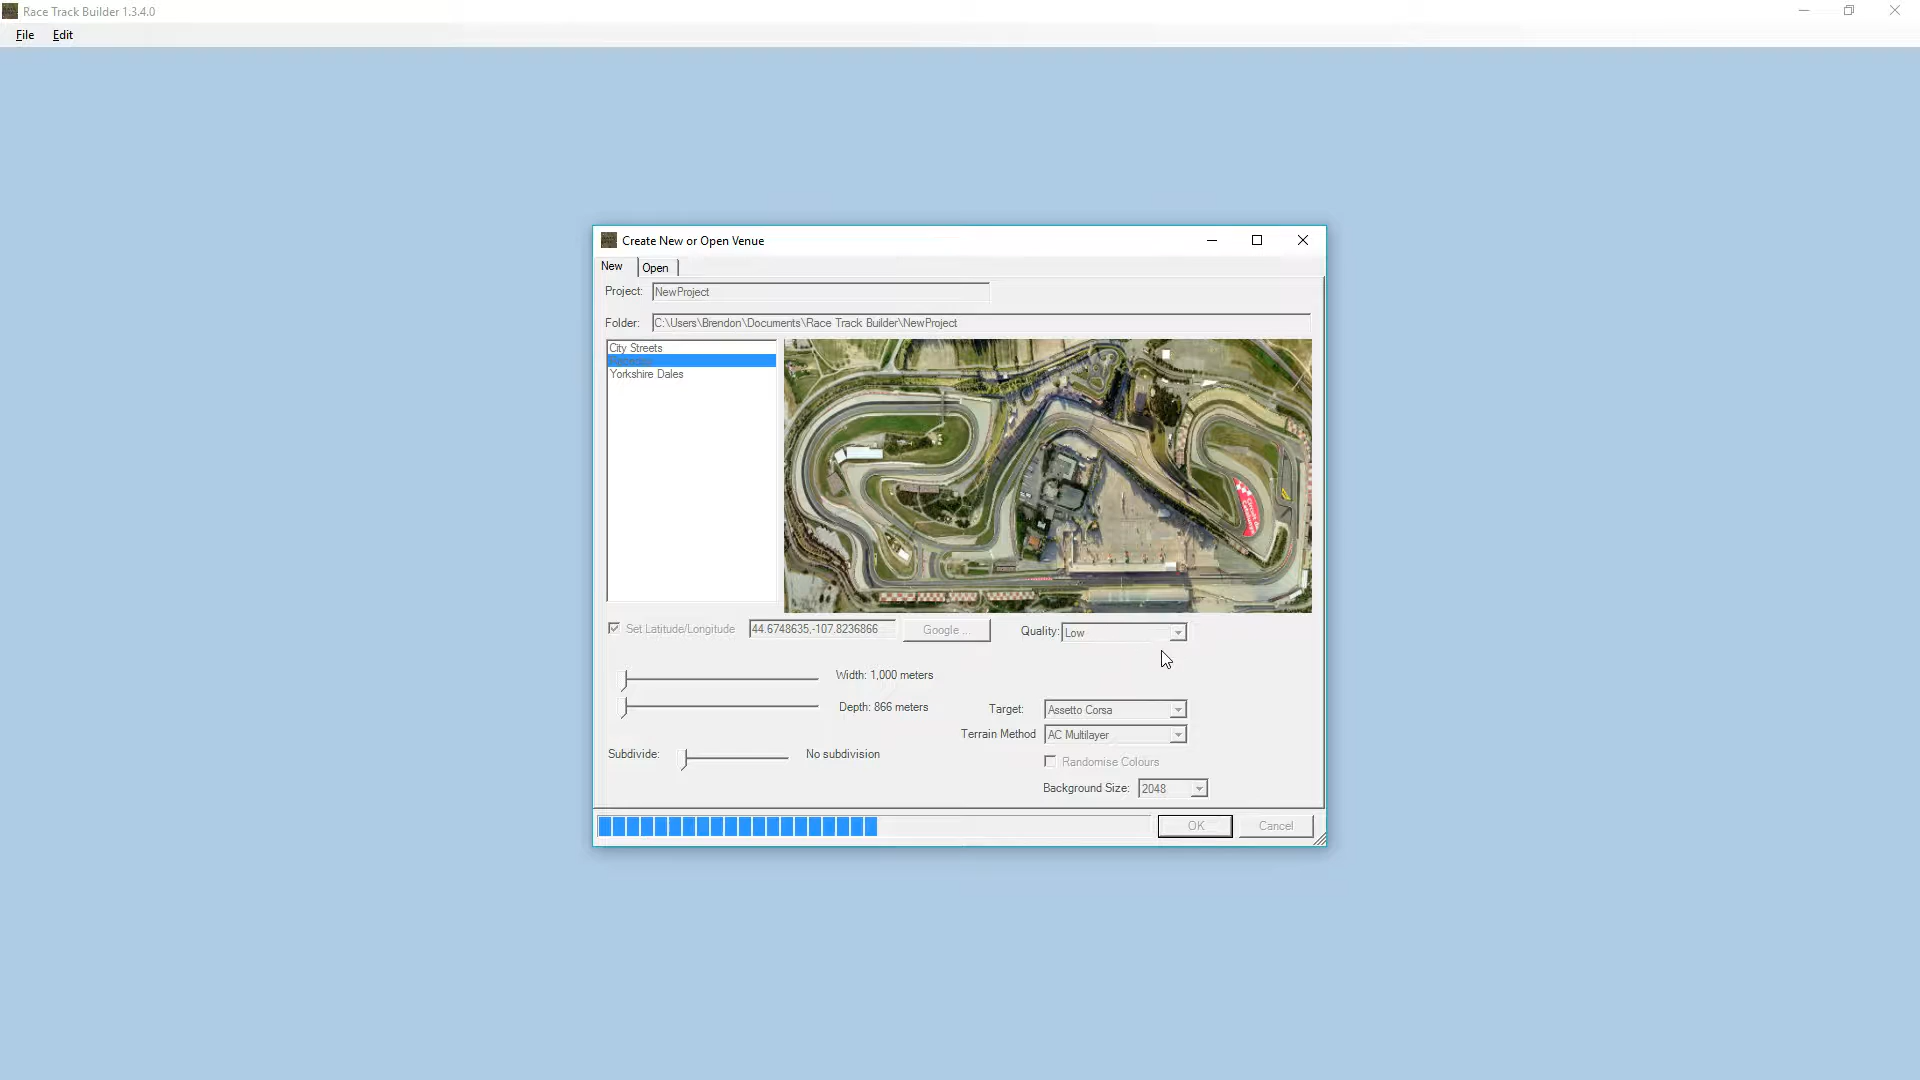 Race Track Builder 1.3.4.0
File Edit
Create New or Open Venue
New Open
Project: NewProject
Folder: C:\Users\Brendon\Documents\Race Track Builder\NewProject
City Streets
Yorkshire Dales
Set Latitude/Longitude 44.6748635,-107.8236866 Google ... Quality: Low
Width: 1,000 meters
Depth: 866 meters Target: Assetto Corsa
Terrain Method AC Multilayer
Subdivide: No subdivision
Randomise Colours
Background Size: 2048
OK Cancel